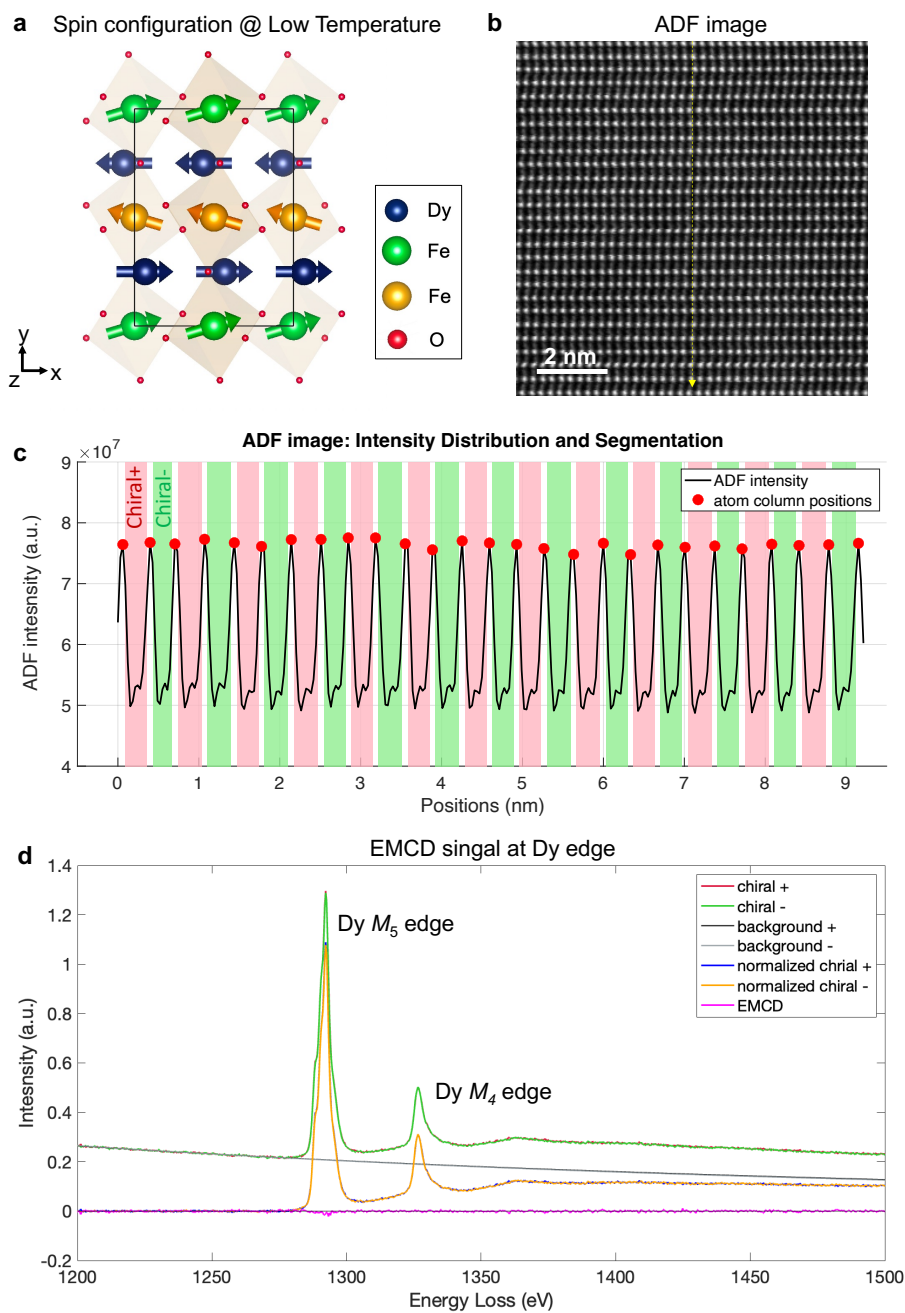 a Spin configuration @ Low Temperature
Dy
Fe
Fe
O
y
z x
b ADF image
2 nm
c ADF image: Intensity Distribution and Segmentation
×10⁷
9
8
7
6
5
4
ADF intesnsity (a.u.)
Chiral+
Chiral-
ADF intensity
atom column positions
0 1 2 3 4 5 6 7 8 9
Positions (nm)
d EMCD singal at Dy edge
1.4
1.2
1
0.8
0.6
0.4
0.2
0
-0.2
Intesnsity (a.u.)
Dy M₅ edge
Dy M₄ edge
chiral +
chiral -
background +
background -
normalized chrial +
normalized chiral -
EMCD
1200 1250 1300 1350 1400 1450 1500
Energy Loss (eV)